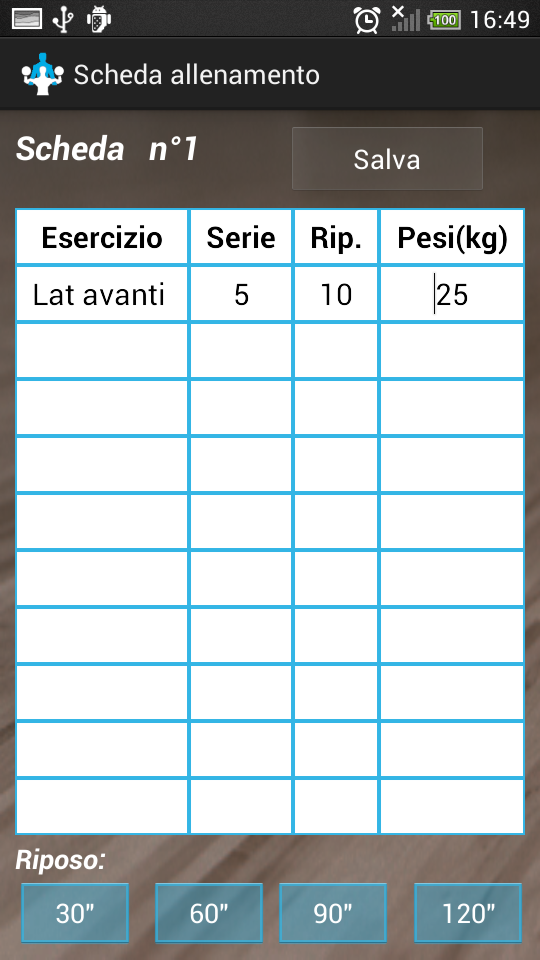 100 16:49
Scheda allenamento
Scheda n°1 Salva
Esercizio Serie Rip. Pesi(kg)
Lat avanti 5 10 25
Riposo:
30" 60" 90" 120"